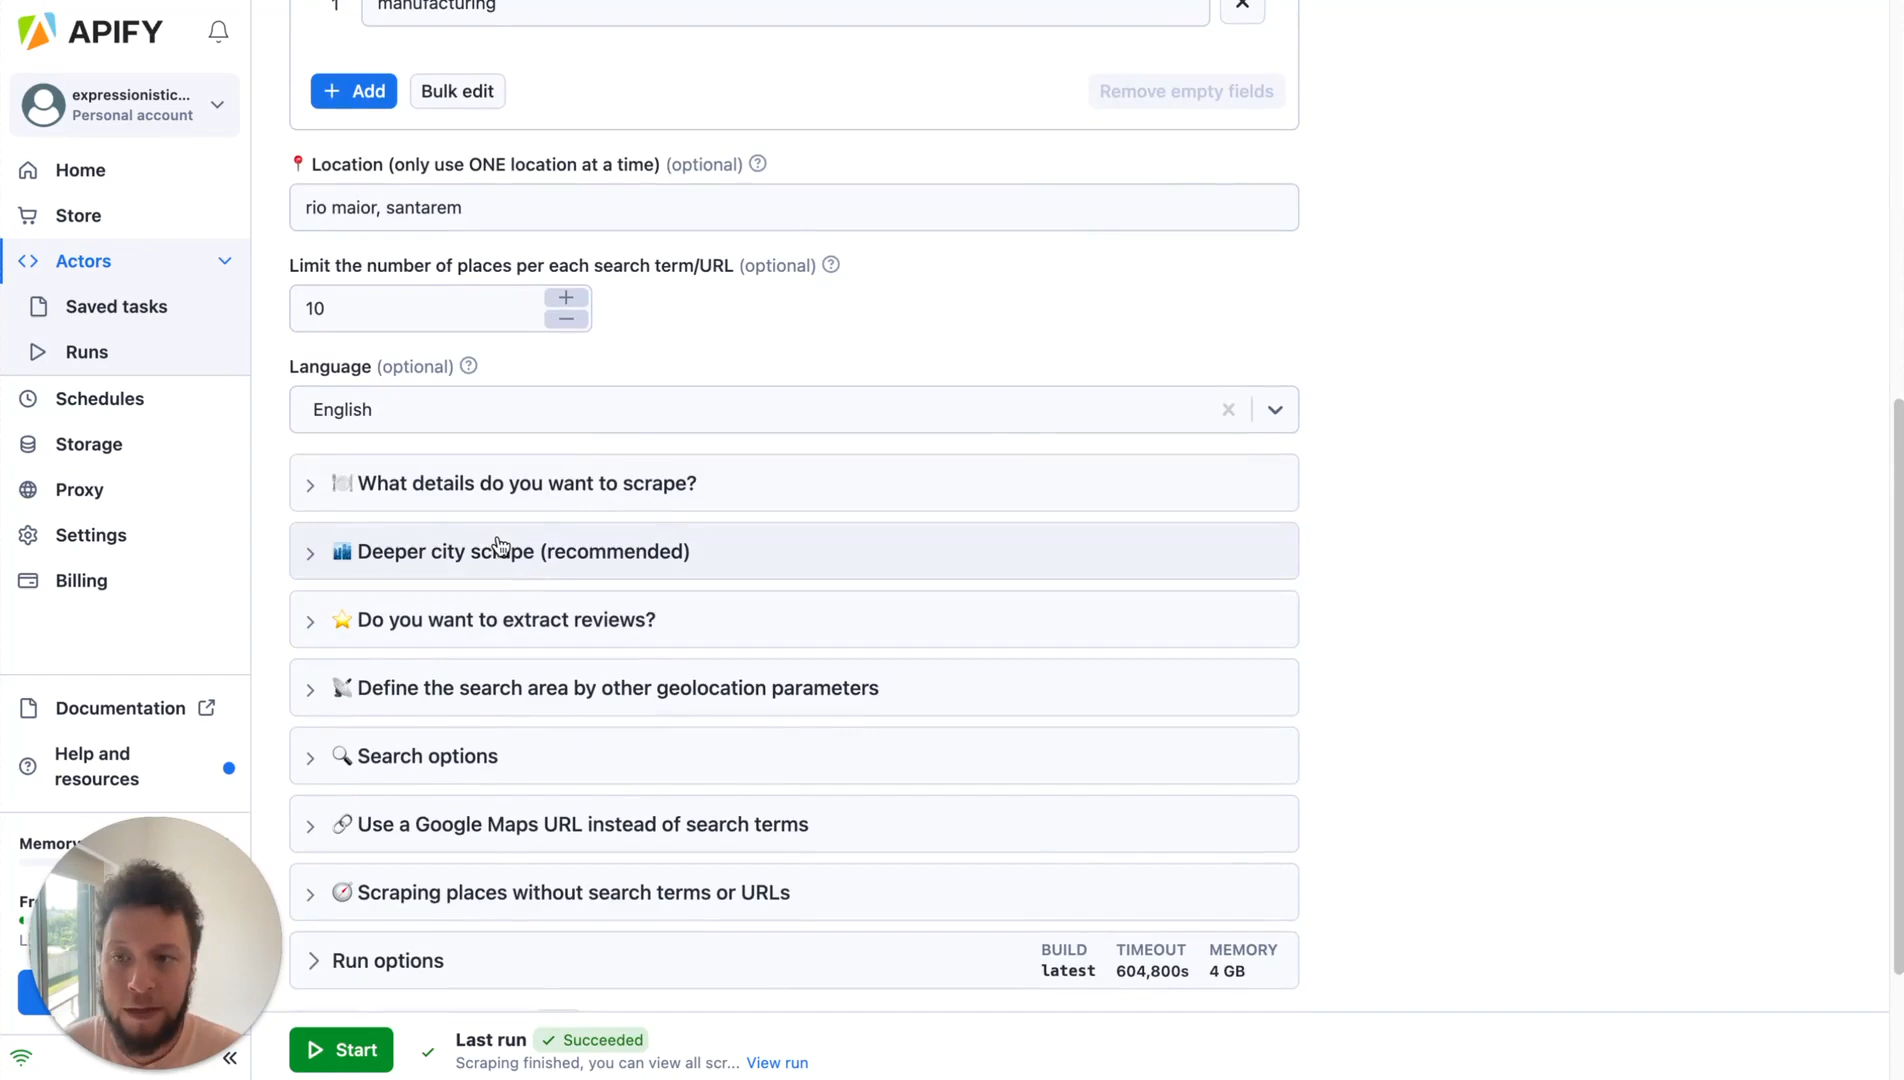 APIFY
expressionistic...
Personal account
Home
Store
Actors
Saved tasks
Runs
Schedules
Storage
Proxy
Settings
Billing
Documentation
Help and
resources
Memory
Fr
L
1 manufacturing
+ Add
Bulk edit
Remove empty fields
Location (only use ONE location at a time) (optional)
rio maior, santarem
Limit the number of places per each search term/URL (optional)
10
Language (optional)
English
What details do you want to scrape?
Deeper city scrape (recommended)
Do you want to extract reviews?
Define the search area by other geolocation parameters
Search options
Use a Google Maps URL instead of search terms
Scraping places without search terms or URLs
Run options
BUILD TIMEOUT MEMORY
latest 604,800s 4 GB
Start
Last run Succeeded
Scraping finished, you can view all scr... View run